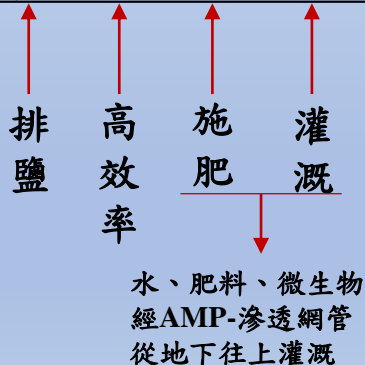 排鹽
高效率
施肥
灌溉
水、肥料、微生物
經AMP-滲透網管
從地下往上灌溉